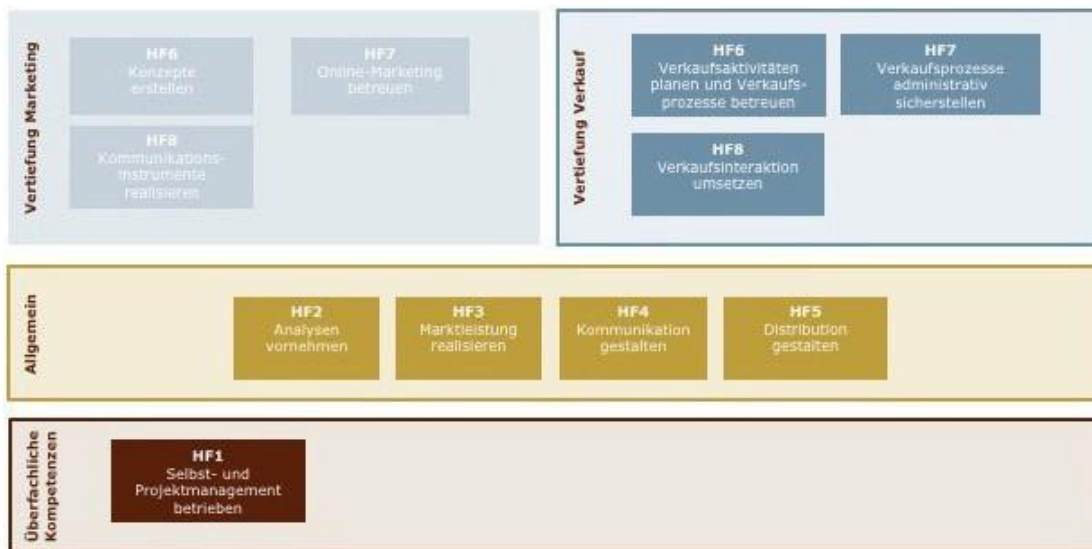 Vertiefung Marketing
HF6
Konzepte
erstellen
HF7
Online-Marketing
betreuen
HF8
Kommunikations-
instrumente
realisieren
Vertiefung Verkauf
HF6
Verkaufsaktivitäten
planen und Verkaufs-
prozesse betreuen
HF7
Verkaufsprozesse
administrativ
sicherstellen
HF8
Verkaufsinteraktion
umsetzen
Allgemein
HF2
Analysen
vornehmen
HF3
Marktleistung
realisieren
HF4
Kommunikation
gestalten
HF5
Distribution
gestalten
Überfachliche
Kompetenzen
HF1
Selbst- und
Projektmanagement
betrieben